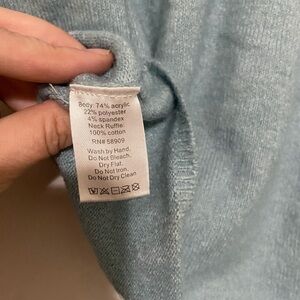 Body: 74% acrylic
22% polyester
4% spandex
Neck Ruffle:
100% cotton
RN# 58909
Wash by Hand,
Do Not Bleach,
Dry Flat,
Do Not Iron,
Do Not Dry Clean